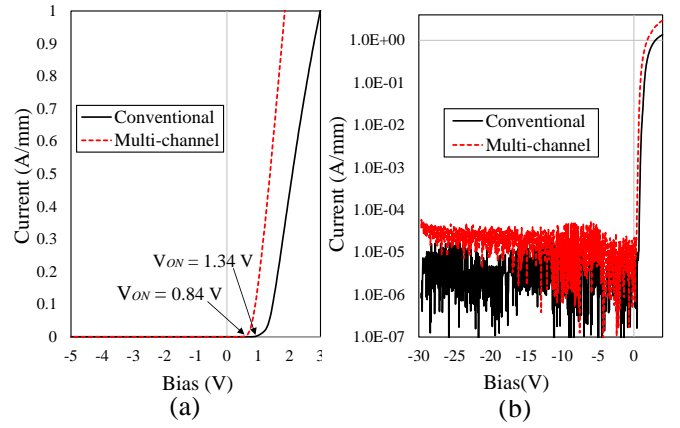 1
0.9
0.8
0.7
0.6
0.5
0.4
0.3
0.2
0.1
0
Current (A/mm)
Conventional
Multi-channel
VON = 1.34 V
VON = 0.84 V
-5 -4 -3 -2 -1 0 1 2 3
Bias (V)
(a)
1.0E+00
1.0E-01
1.0E-02
1.0E-03
1.0E-04
1.0E-05
1.0E-06
1.0E-07
Current (A/mm)
Conventional
Multi-channel
-30 -25 -20 -15 -10 -5 0
Bias(V)
(b)